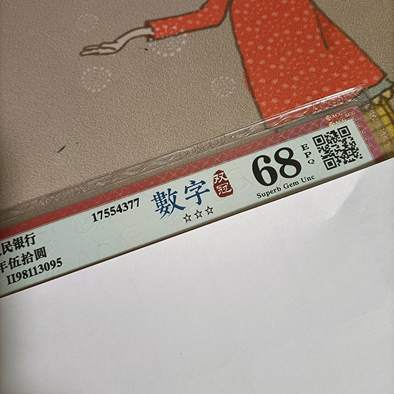 民银行
年伍拾圆
II98113095
17554377
數字
双冠
☆☆☆
68
EPQ
Superb Gem Unc